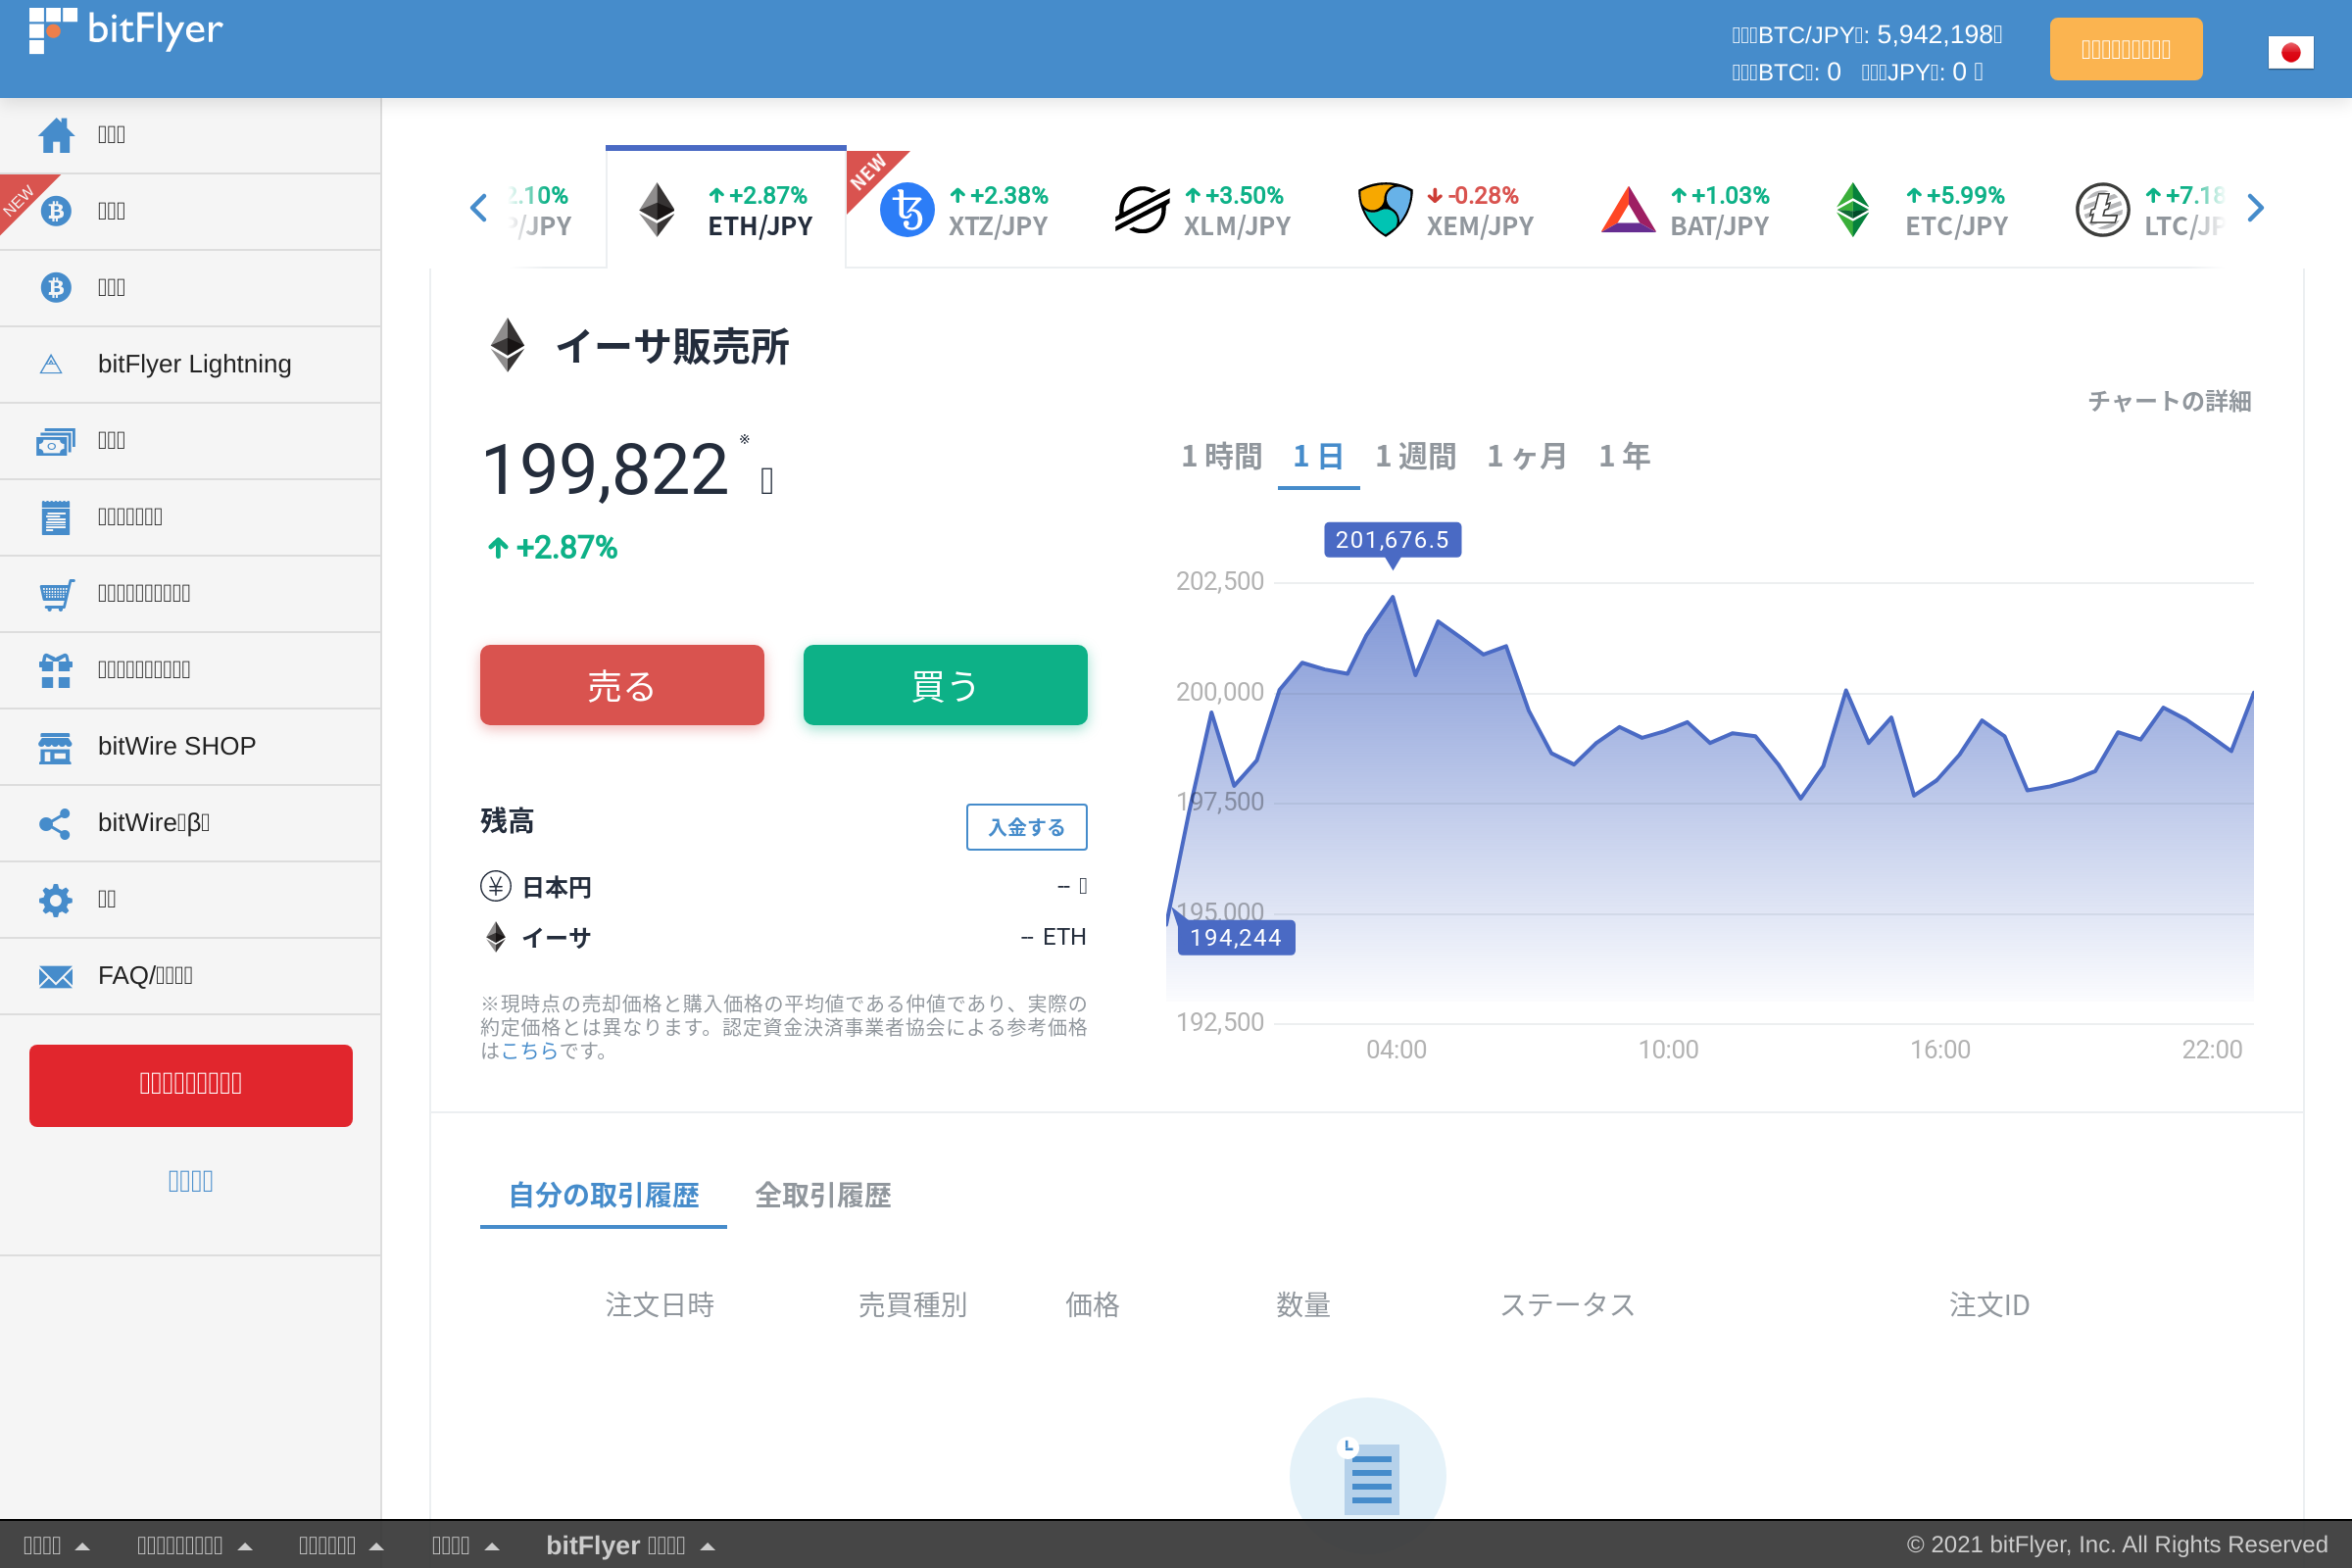 bitFlyer
BTC/JPY : 5,942,198
BTC : 0 JPY : 0
NEW
bitFlyer Lightning
bitWire SHOP
bitWire β
FAQ/
2.10%
P/JPY
+2.87%
ETH/JPY
NEW
+2.38%
XTZ/JPY
+3.50%
XLM/JPY
-0.28%
XEM/JPY
+1.03%
BAT/JPY
+5.99%
ETC/JPY
+7.18
LTC/JP
イーサ販売所
チャートの詳細
199,822 ※
+2.87%
売る 買う
残高 入金する
日本円 --
イーサ -- ETH
※現時点の売却価格と購入価格の平均値である仲値であり、実際の
約定価格とは異なります。認定資金決済事業者協会による参考価格
はこちらです。
1 時間 1 日 1 週間 1 ヶ月 1 年
201,676.5
202,500
200,000
197,500
195,000
194,244
192,500
04:00 10:00 16:00 22:00
自分の取引履歴 全取引履歴
注文日時 売買種別 価格 数量 ステータス 注文ID
bitFlyer
© 2021 bitFlyer, Inc. All Rights Reserved